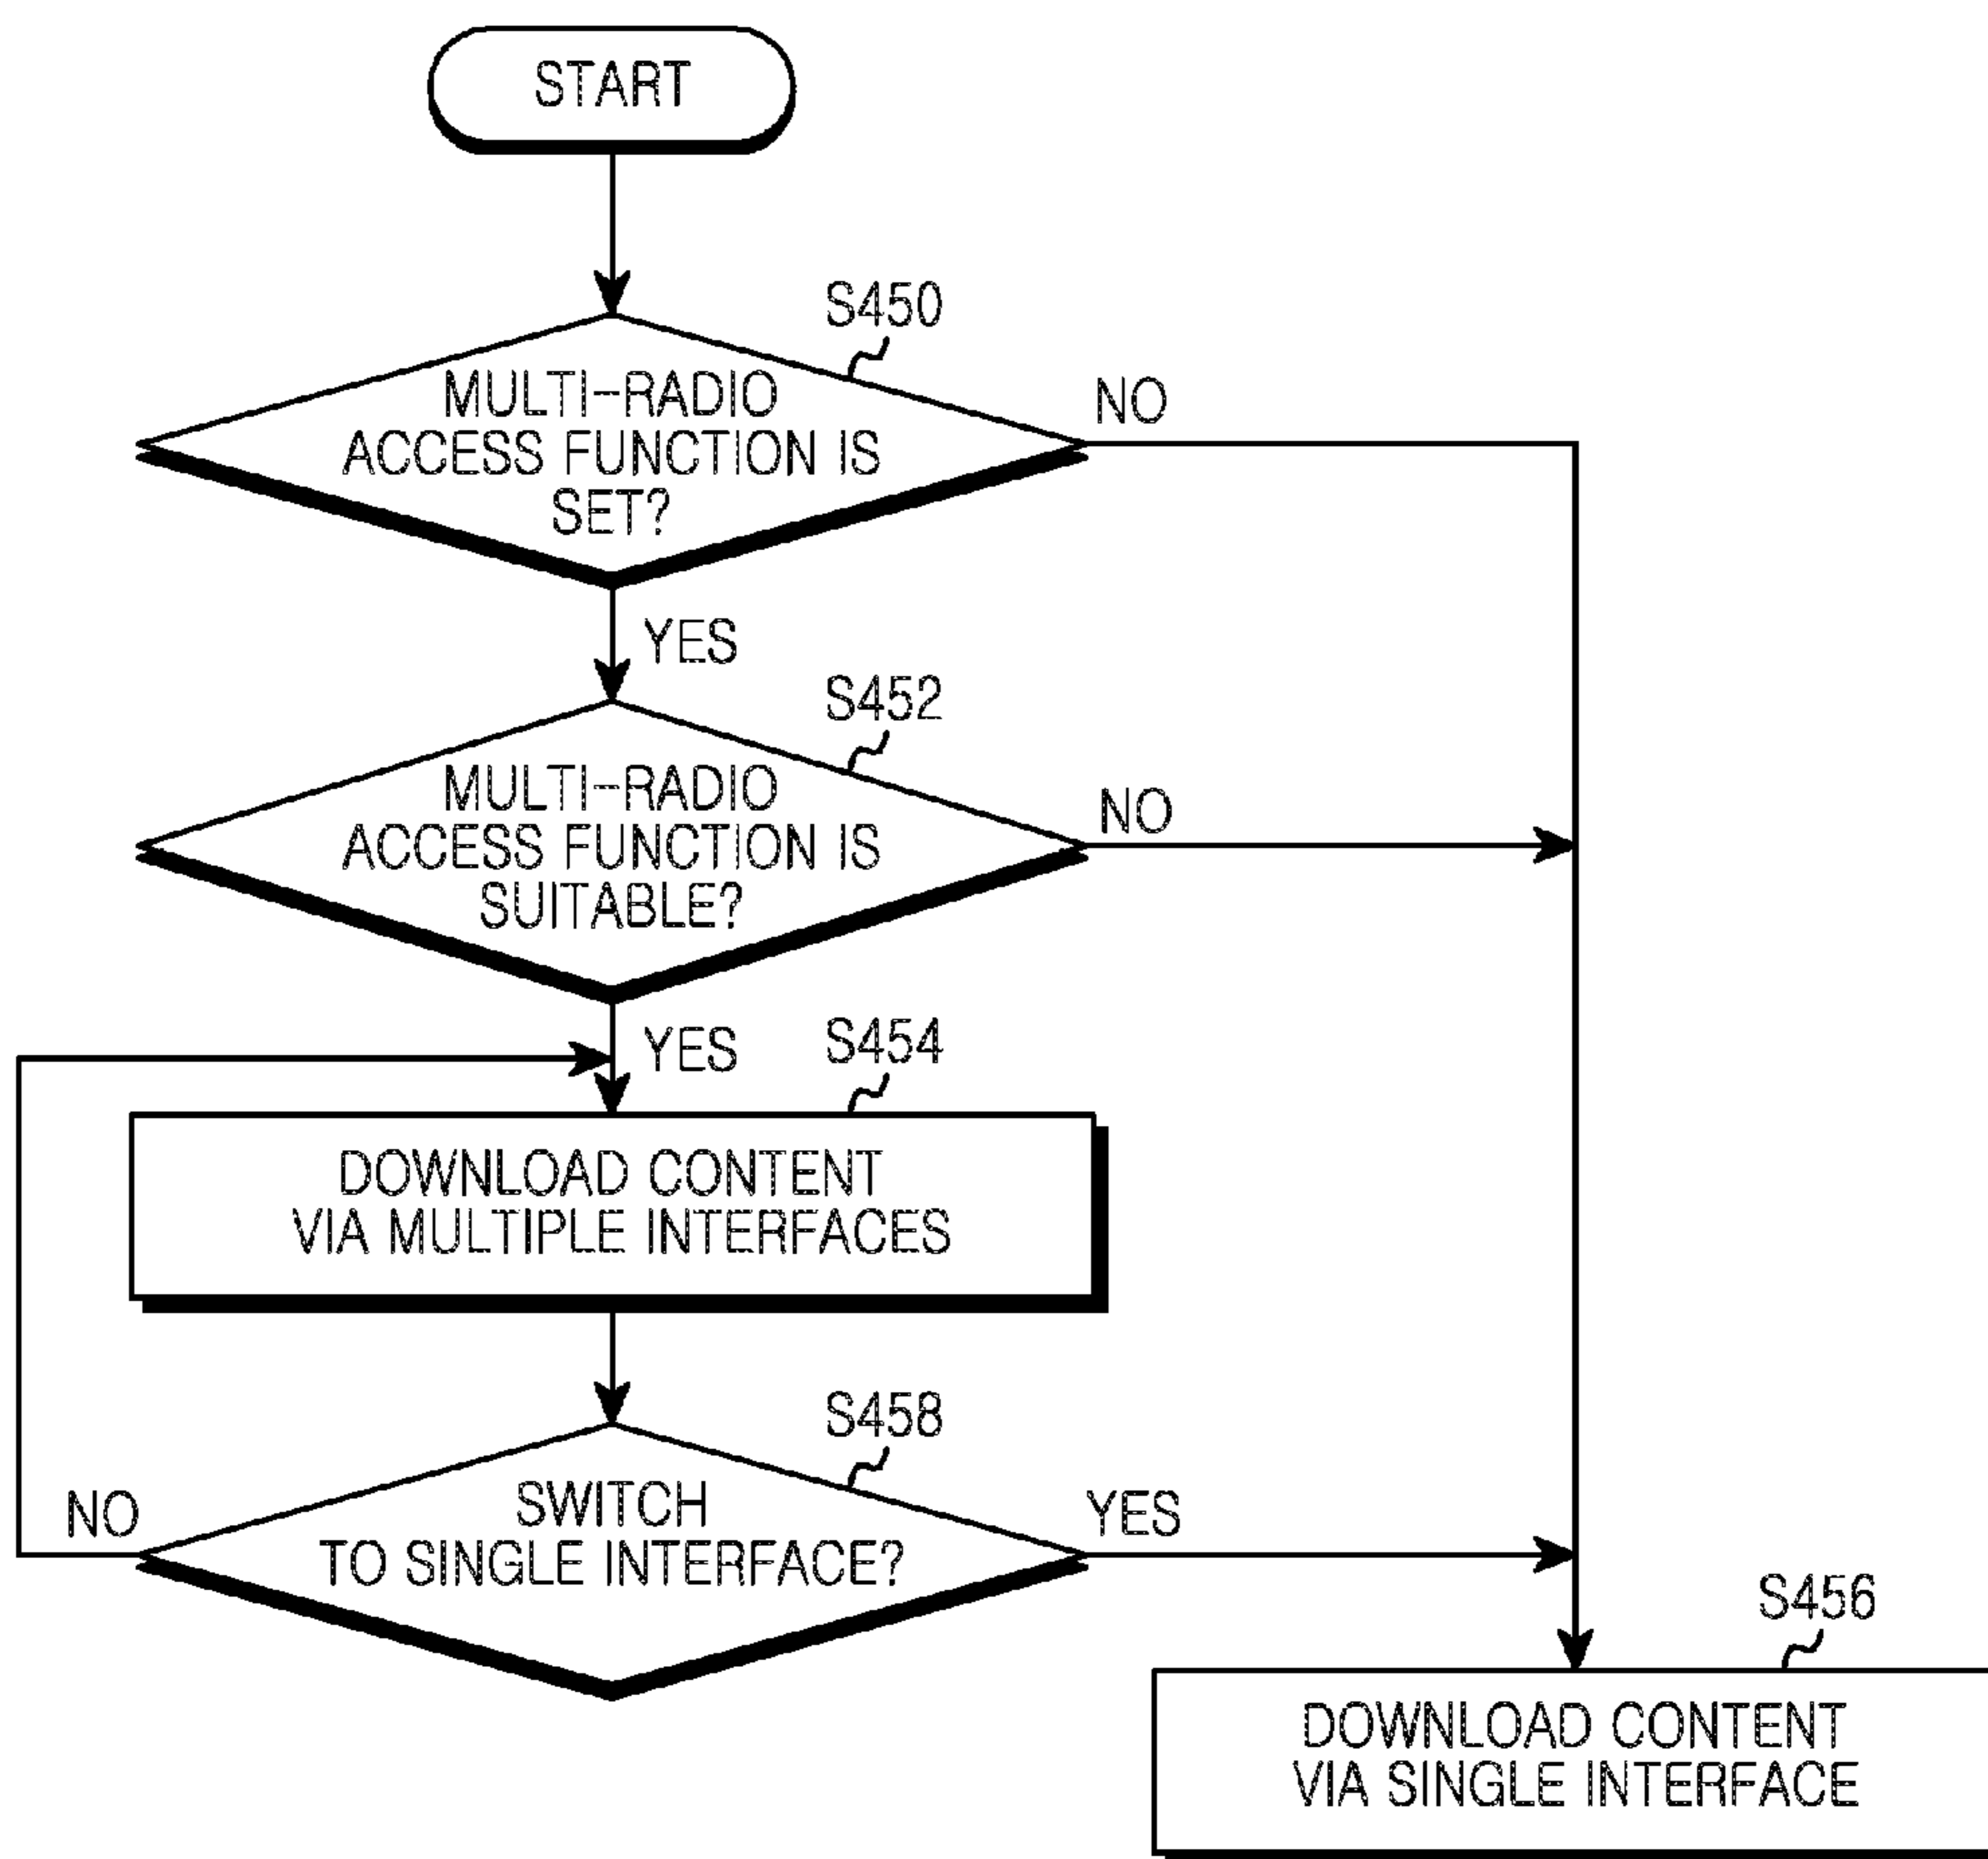 START
S450
MULTI-RADIO
ACCESS FUNCTION IS
SET?
NO
YES
S452
MULTI-RADIO
ACCESS FUNCTION IS
SUITABLE?
NO
YES
S454
DOWNLOAD CONTENT
VIA MULTIPLE INTERFACES
S458
SWITCH
TO SINGLE INTERFACE?
NO
YES
S456
DOWNLOAD CONTENT
VIA SINGLE INTERFACE